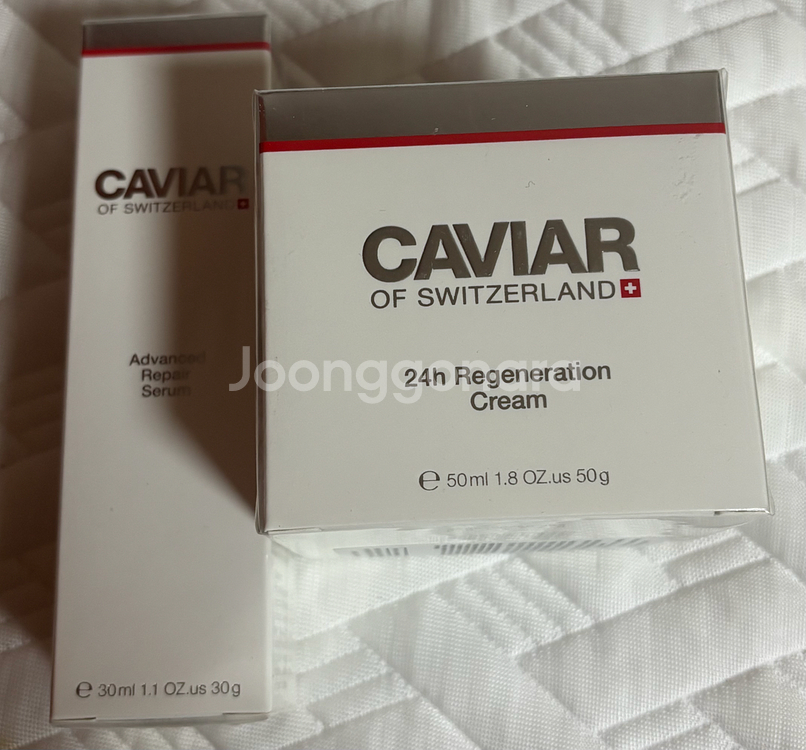 CAVIAR
OF SWITZERLAND
Advanced
Repair
Serum
℮ 30ml 1.1 OZ.us 30g
CAVIAR
OF SWITZERLAND
24h Regeneration
Cream
℮ 50ml 1.8 OZ.us 50g
Joonggonara